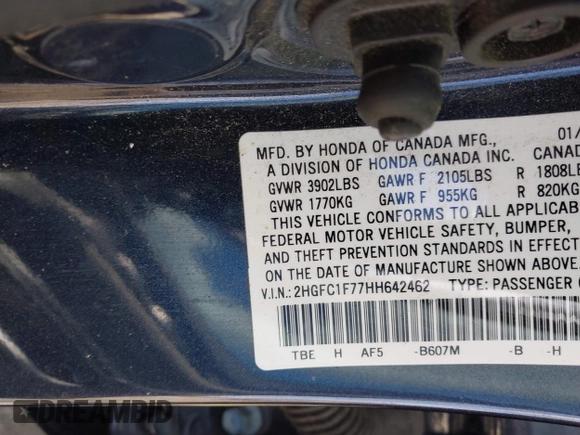 MFD. BY HONDA OF CANADA MFG., 01/
A DIVISION OF HONDA CANADA INC. CANAD
GVWR 3902LBS GAWR F 2105LBS R 1808LB
GVWR 1770KG GAWR F 955KG R 820KG
THIS VEHICLE CONFORMS TO ALL APPLICAB
FEDERAL MOTOR VEHICLE SAFETY, BUMPER,
AND THEFT PREVENTION STANDARDS IN EFFECT
ON THE DATE OF MANUFACTURE SHOWN ABOVE.
V.I.N.: 2HGFC1F77HH642462 TYPE: PASSENGER C
TBE H AF5 -B607M -B -H
DREAMBID